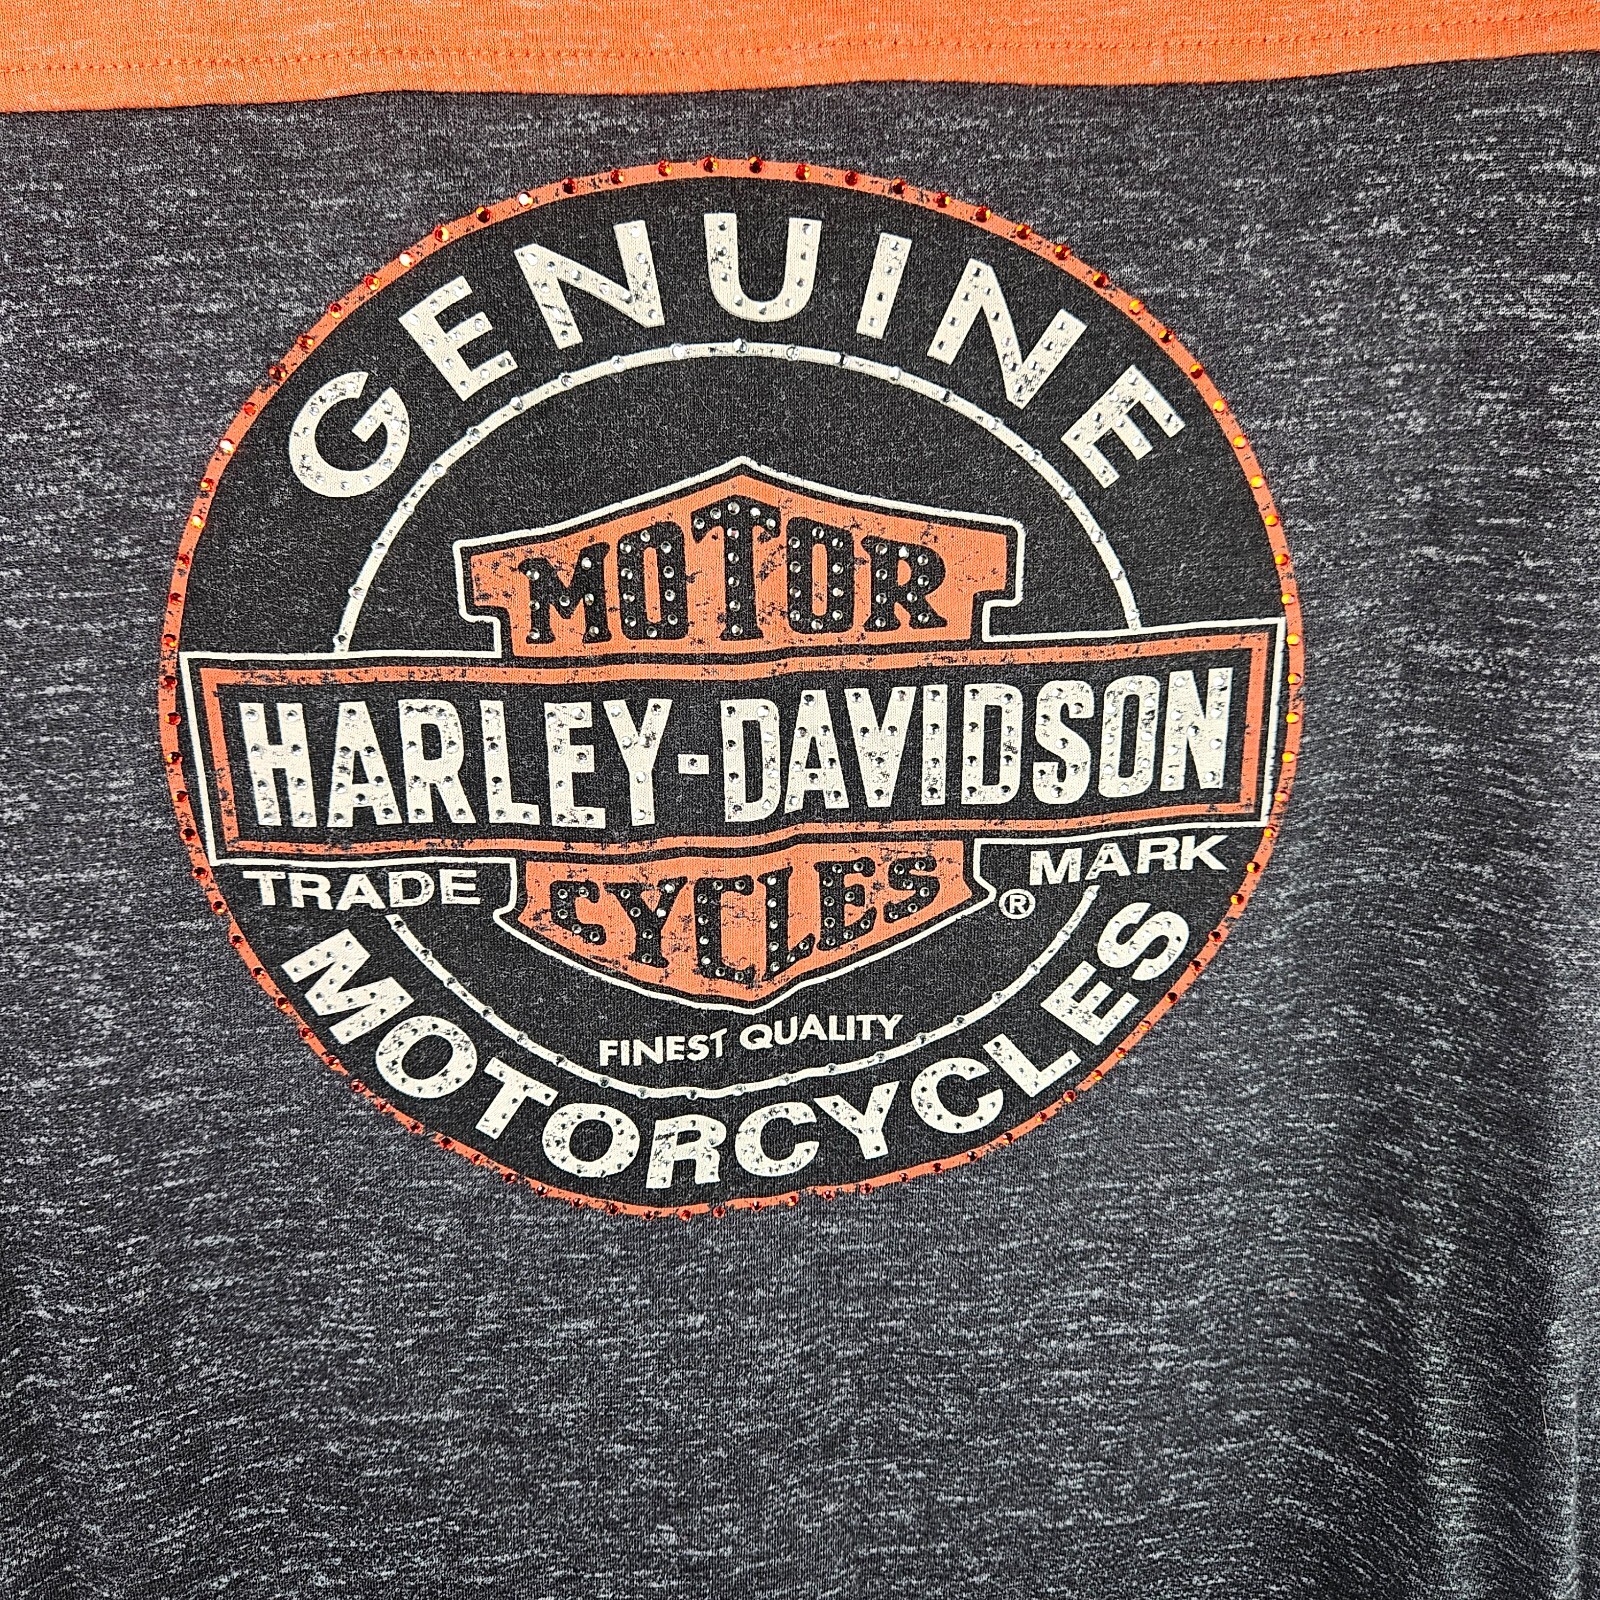 GENUINE
MOTOR
HARLEY-DAVIDSON
TRADE MARK
CYCLES
®
FINEST QUALITY
MOTORCYCLES